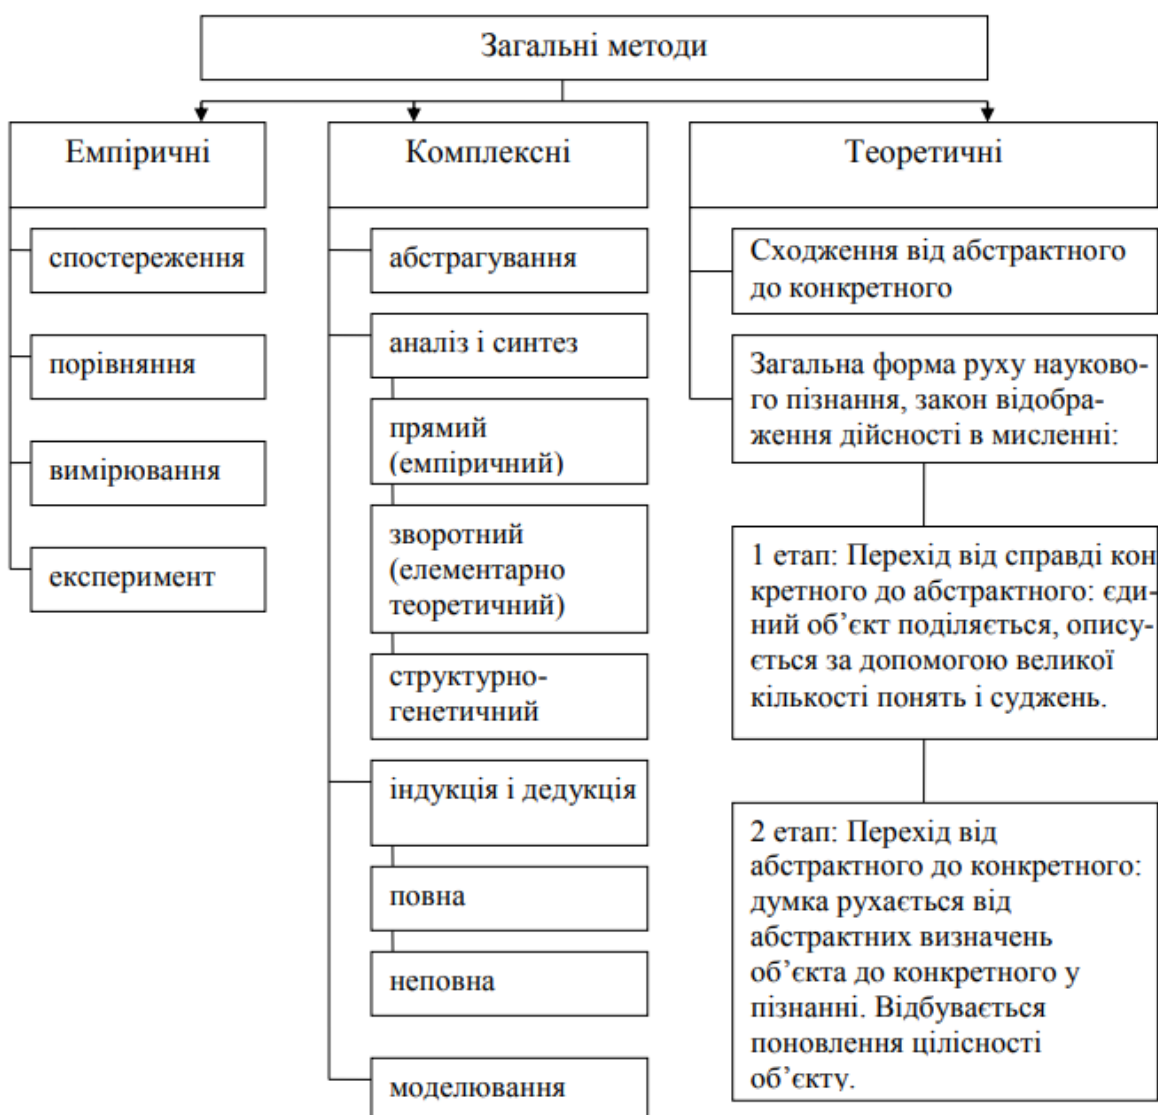 Загальні методи
Емпіричні
спостереження
порівняння
вимірювання
експеримент
Комплексні
абстрагування
аналіз і синтез
прямий
(емпіричний)
зворотний
(елементарно
теоретичний)
структурно-
генетичний
індукція і дедукція
повна
неповна
моделювання
Теоретичні
Сходження від абстрактного
до конкретного
Загальна форма руху науково-
го пізнання, закон відобра-
ження дійсності в мисленні:
1 етап: Перехід від справді кон
кретного до абстрактного: єди-
ний об’єкт поділяється, опису-
ється за допомогою великої
кількості понять і суджень.
2 етап: Перехід від
абстрактного до конкретного:
думка рухається від
абстрактних визначень
об’єкта до конкретного у
пізнанні. Відбувається
поновлення цілісності
об’єкту.